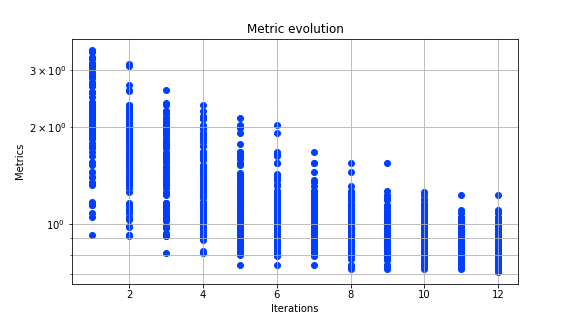 Metric evolution
3 × 10⁰
2 × 10⁰
10⁰
Metrics
2 4 6 8 10 12
Iterations